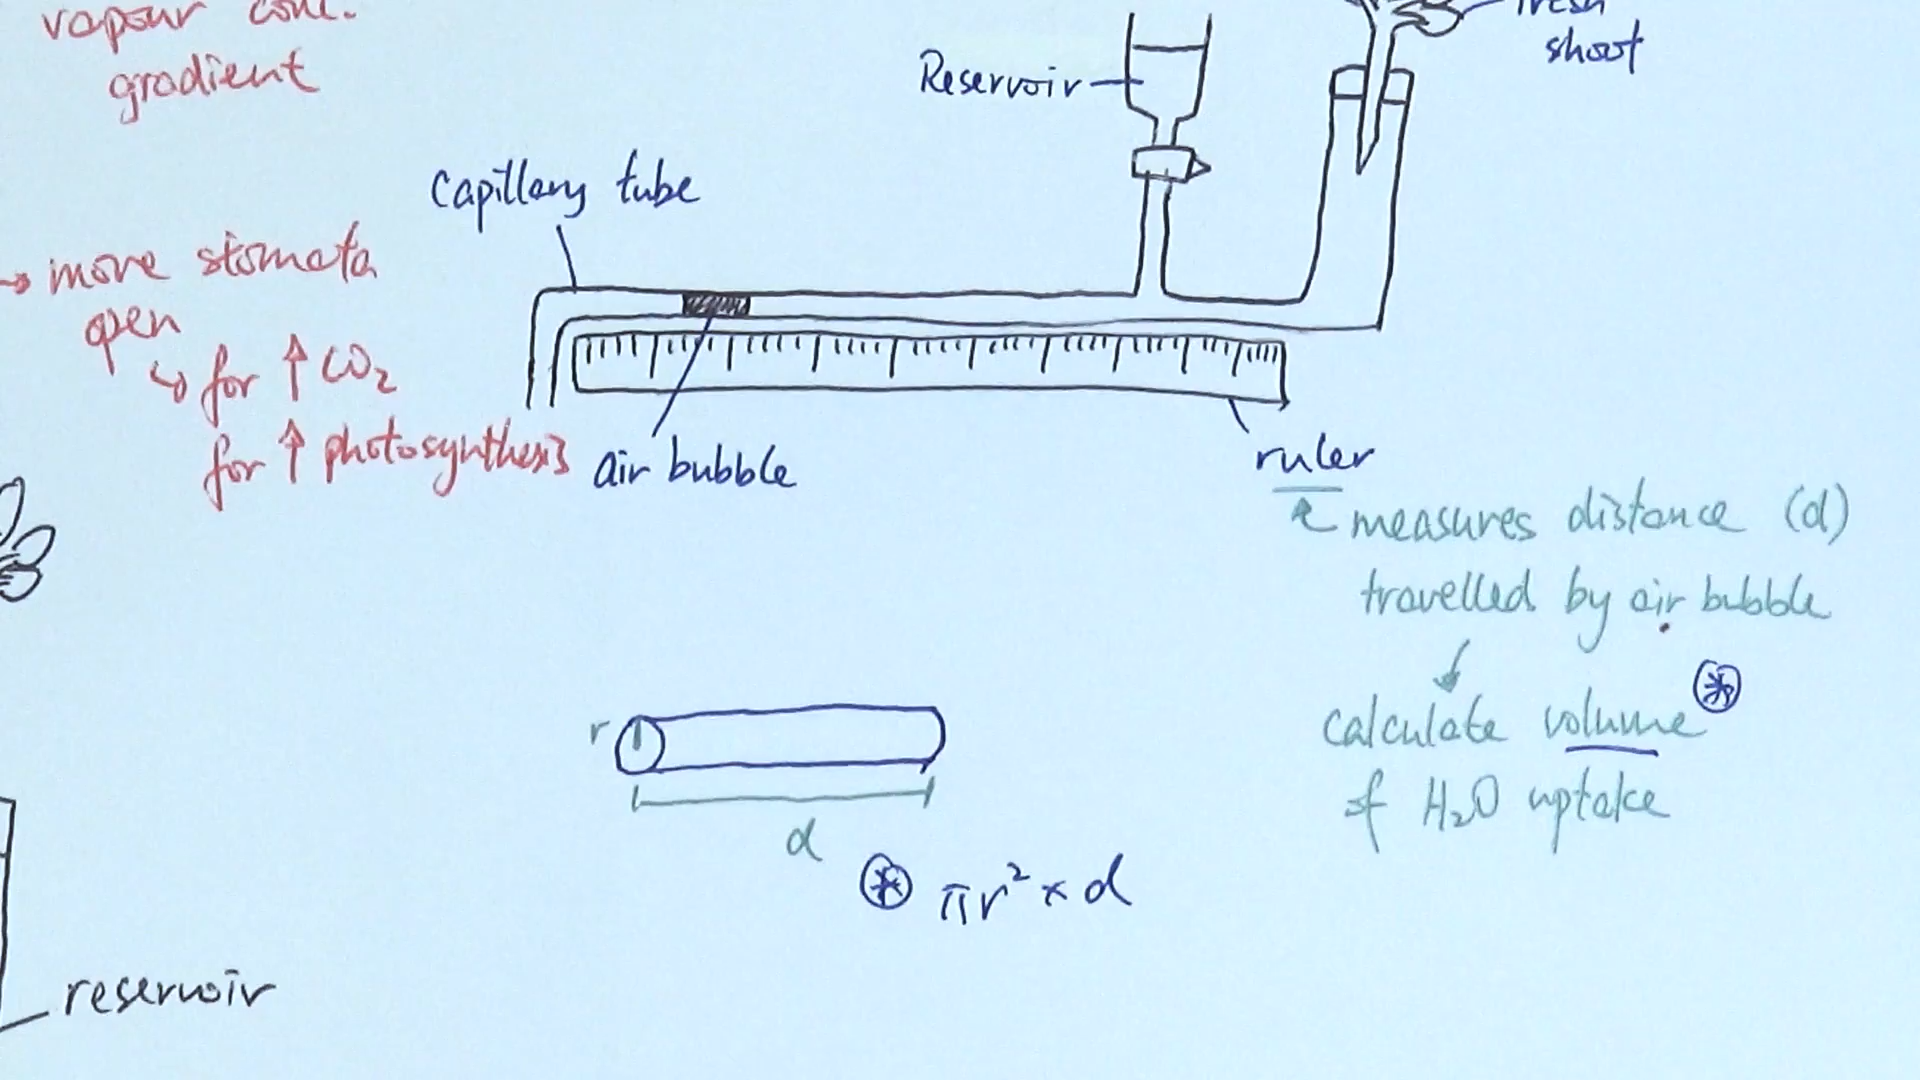 vapour conc.
gradient
→ more stomata
open
↳ for ↑ CO₂
for ↑ photosynthesis
Reservoir
fresh
shoot
capillary tube
air bubble
ruler
↖ measures distance (d)
travelled by air bubble
↓
calculate volume ⊛
of H₂O uptake
r
d
⊛ πr² × d
reservoir